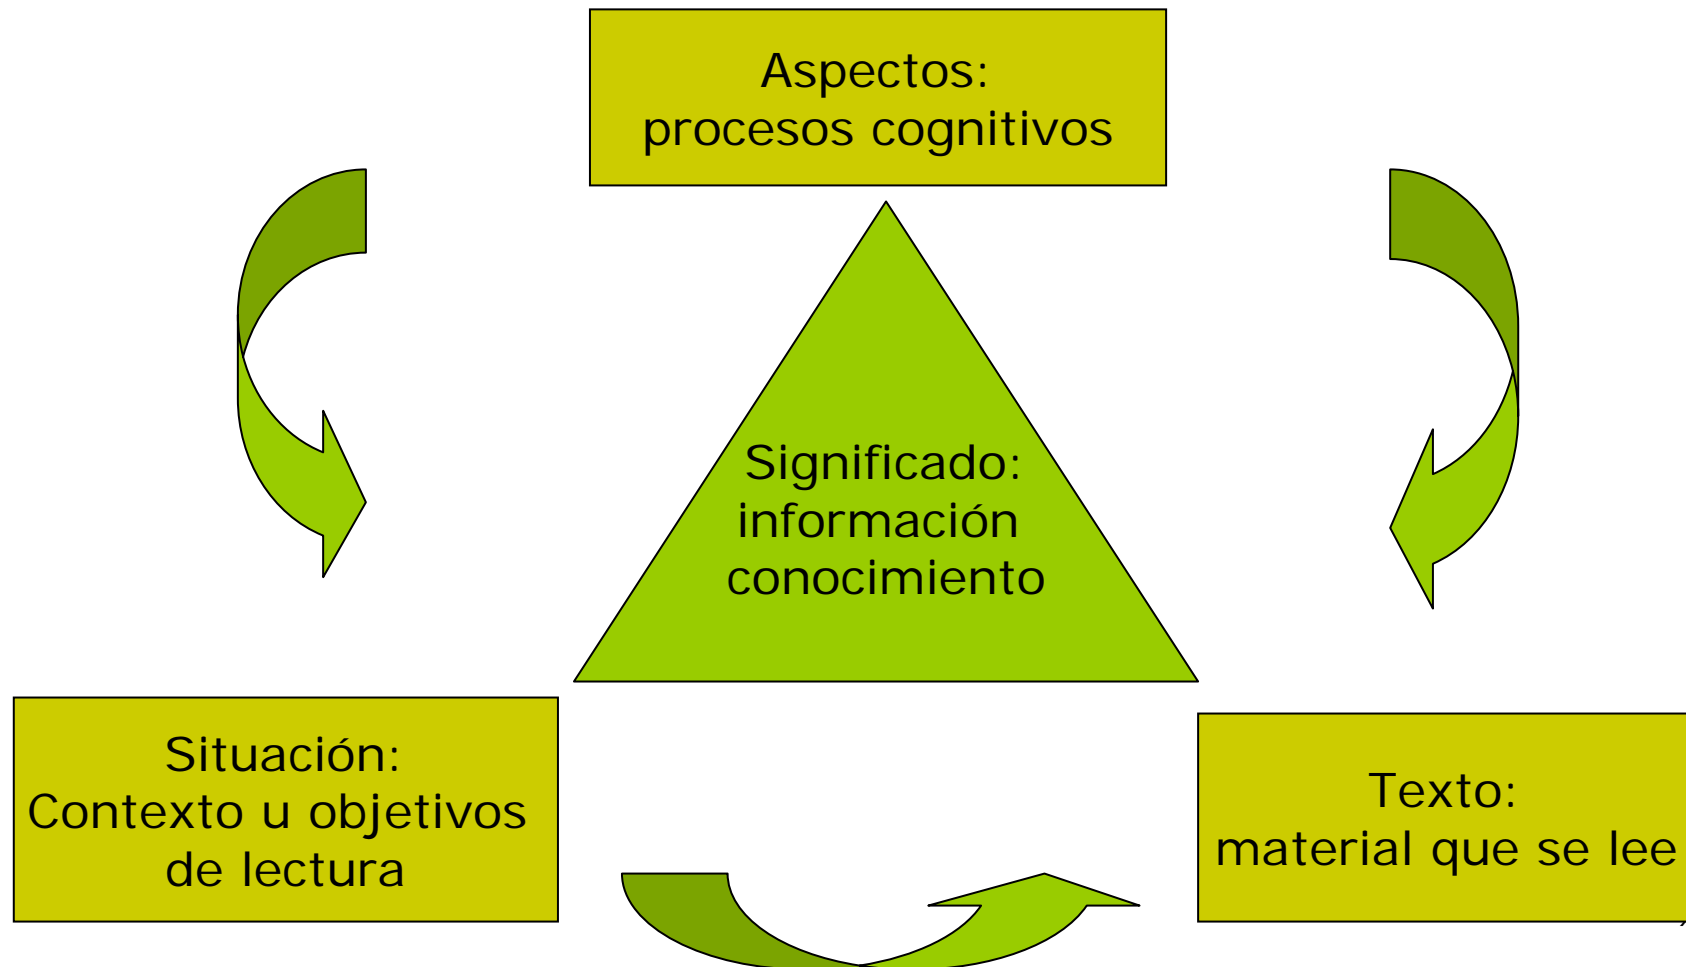 Aspectos:
procesos cognitivos
Significado:
información
conocimiento
Situación:
Contexto u objetivos
de lectura
Texto:
material que se lee